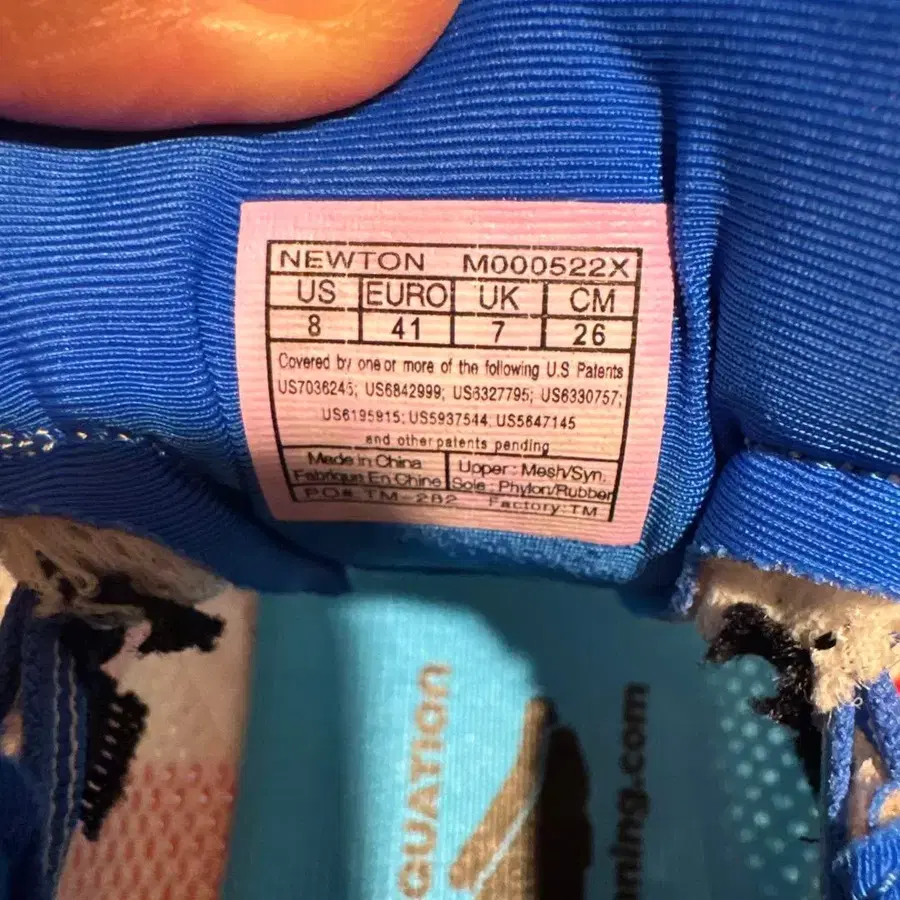 NEWTON M000522X
US EURO UK CM
8 41 7 26
Covered by one or more of the following U.S Patents
US7036245; US6842999; US6327795; US6330757;
US6195915; US5937544, US5647145
and other patents pending
Made in China
Fabrique En Chine
Upper : Mesh/Syn.
Sole : Phylon/Rubber
PO# TM-282 Factory: TM
GUATION
ning.com